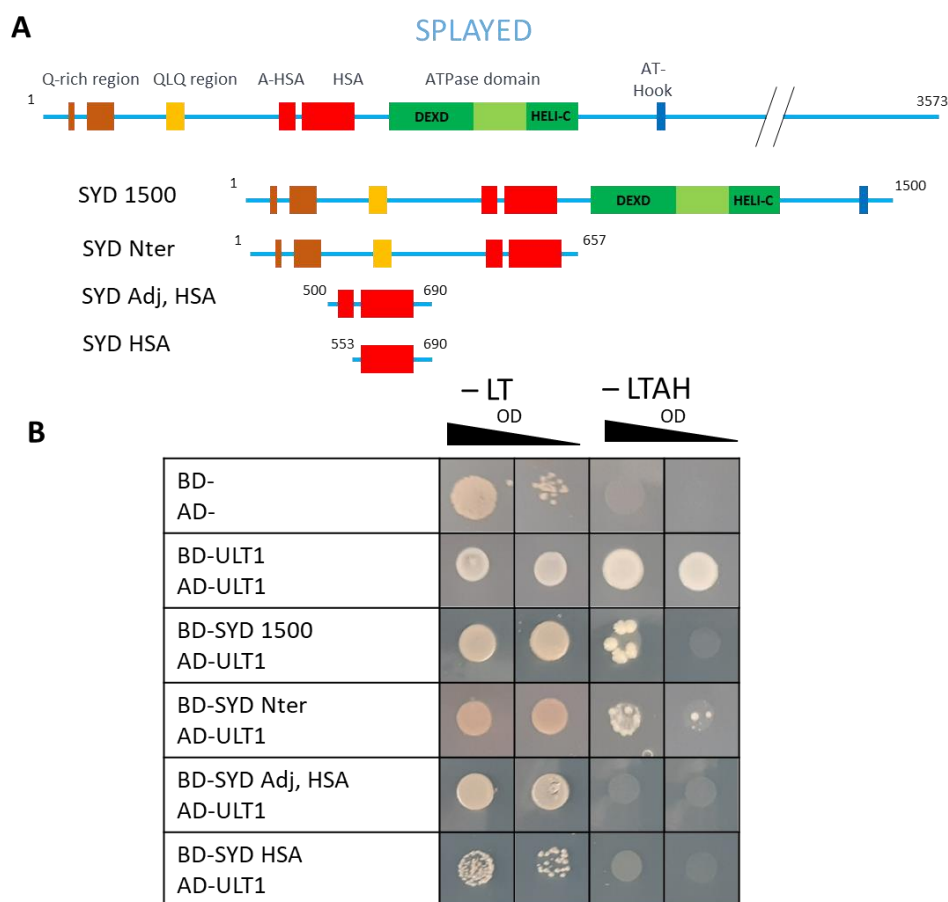 A
SPLAYED
Q-rich region QLQ region A-HSA HSA ATPase domain AT-
Hook
1 3573
DEXD HELI-C
SYD 1500 1 1500
DEXD HELI-C
SYD Nter 1 657
SYD Adj, HSA 500 690
SYD HSA 553 690
– LT – LTAH
OD OD
B
BD-
AD-
BD-ULT1
AD-ULT1
BD-SYD 1500
AD-ULT1
BD-SYD Nter
AD-ULT1
BD-SYD Adj, HSA
AD-ULT1
BD-SYD HSA
AD-ULT1